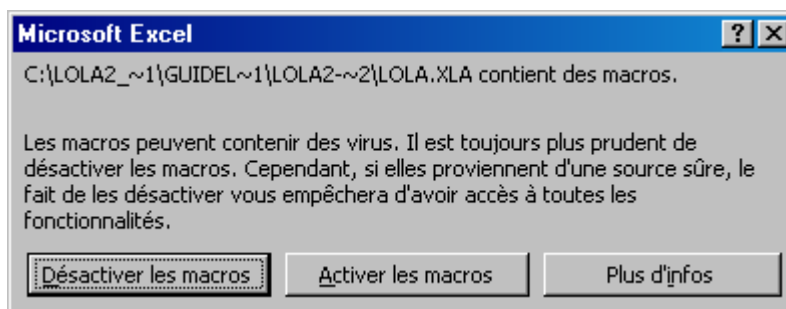 Microsoft Excel
C:\LOLA2_~1\GUIDEL~1\LOLA2-~2\LOLA.XLA contient des macros.
Les macros peuvent contenir des virus. Il est toujours plus prudent de
désactiver les macros. Cependant, si elles proviennent d'une source sûre, le
fait de les désactiver vous empêchera d'avoir accès à toutes les
fonctionnalités.
Désactiver les macros Activer les macros Plus d'infos